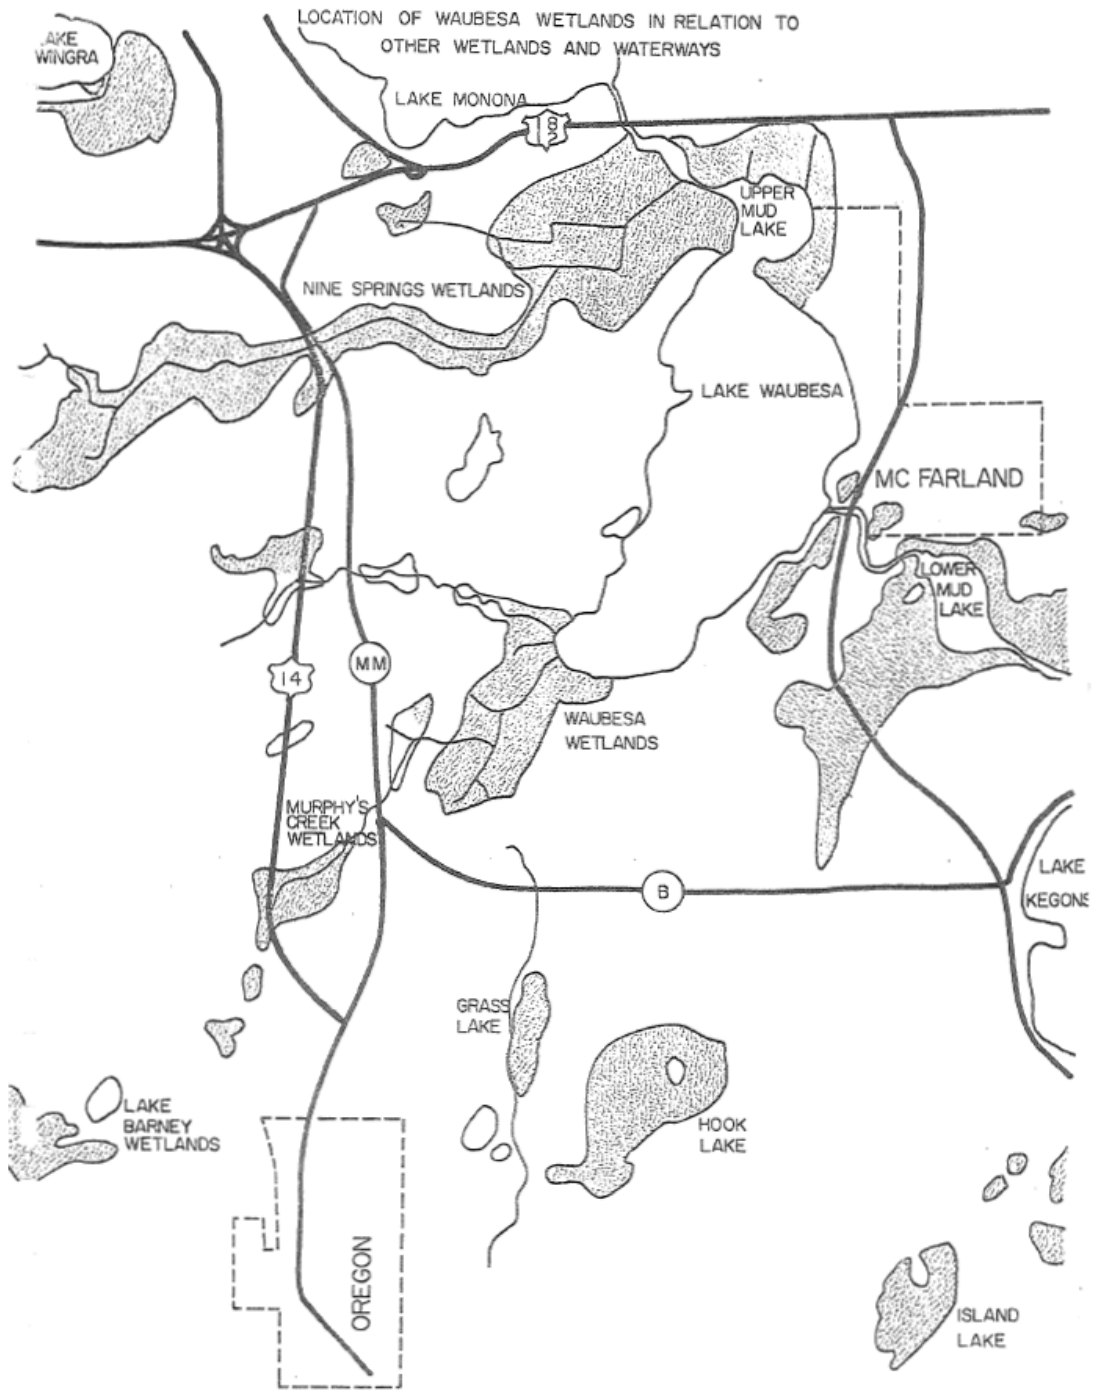 LOCATION OF WAUBESA WETLANDS IN RELATION TO
OTHER WETLANDS AND WATERWAYS
LAKE
WINGRA
LAKE MONONA
18
UPPER
MUD
LAKE
NINE SPRINGS WETLANDS
LAKE WAUBESA
MC FARLAND
LOWER
MUD
LAKE
14
MM
WAUBESA
WETLANDS
MURPHY'S
CREEK
WETLANDS
B
LAKE
KEGONS
GRASS
LAKE
HOOK
LAKE
LAKE
BARNEY
WETLANDS
OREGON
ISLAND
LAKE